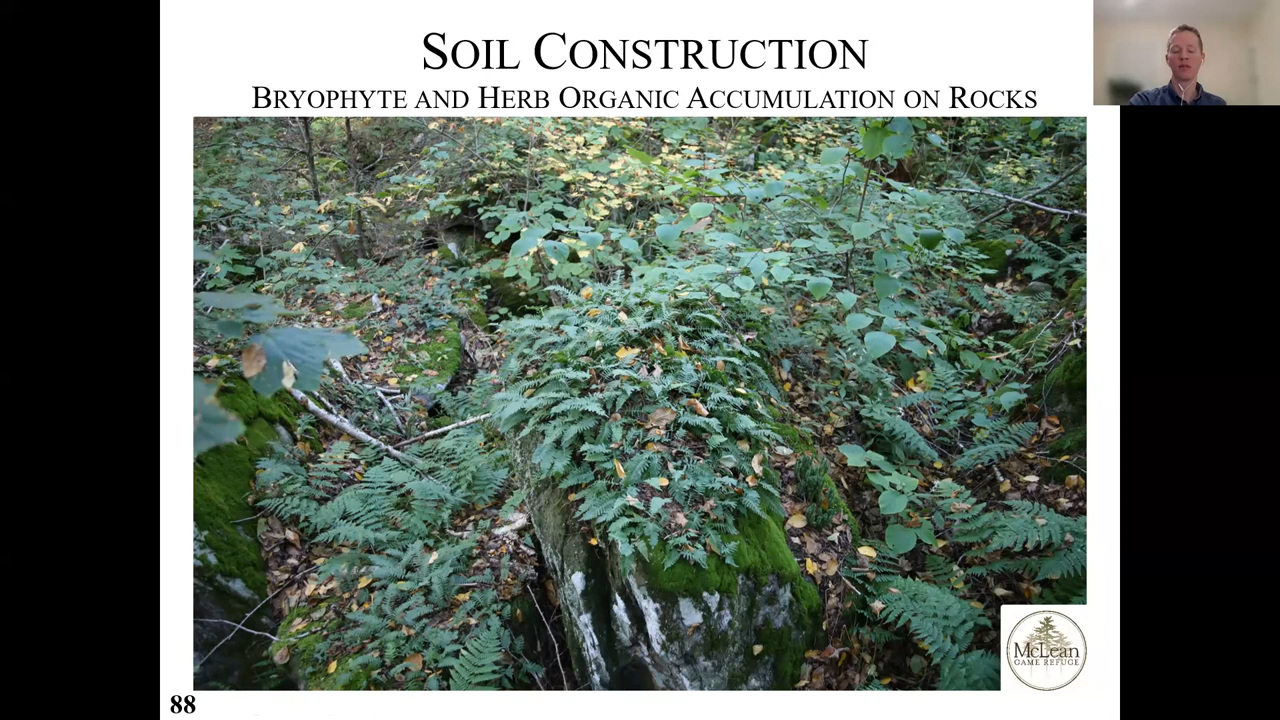 SOIL CONSTRUCTION
BRYOPHYTE AND HERB ORGANIC ACCUMULATION ON ROCKS
McLean
GAME REFUGE
88